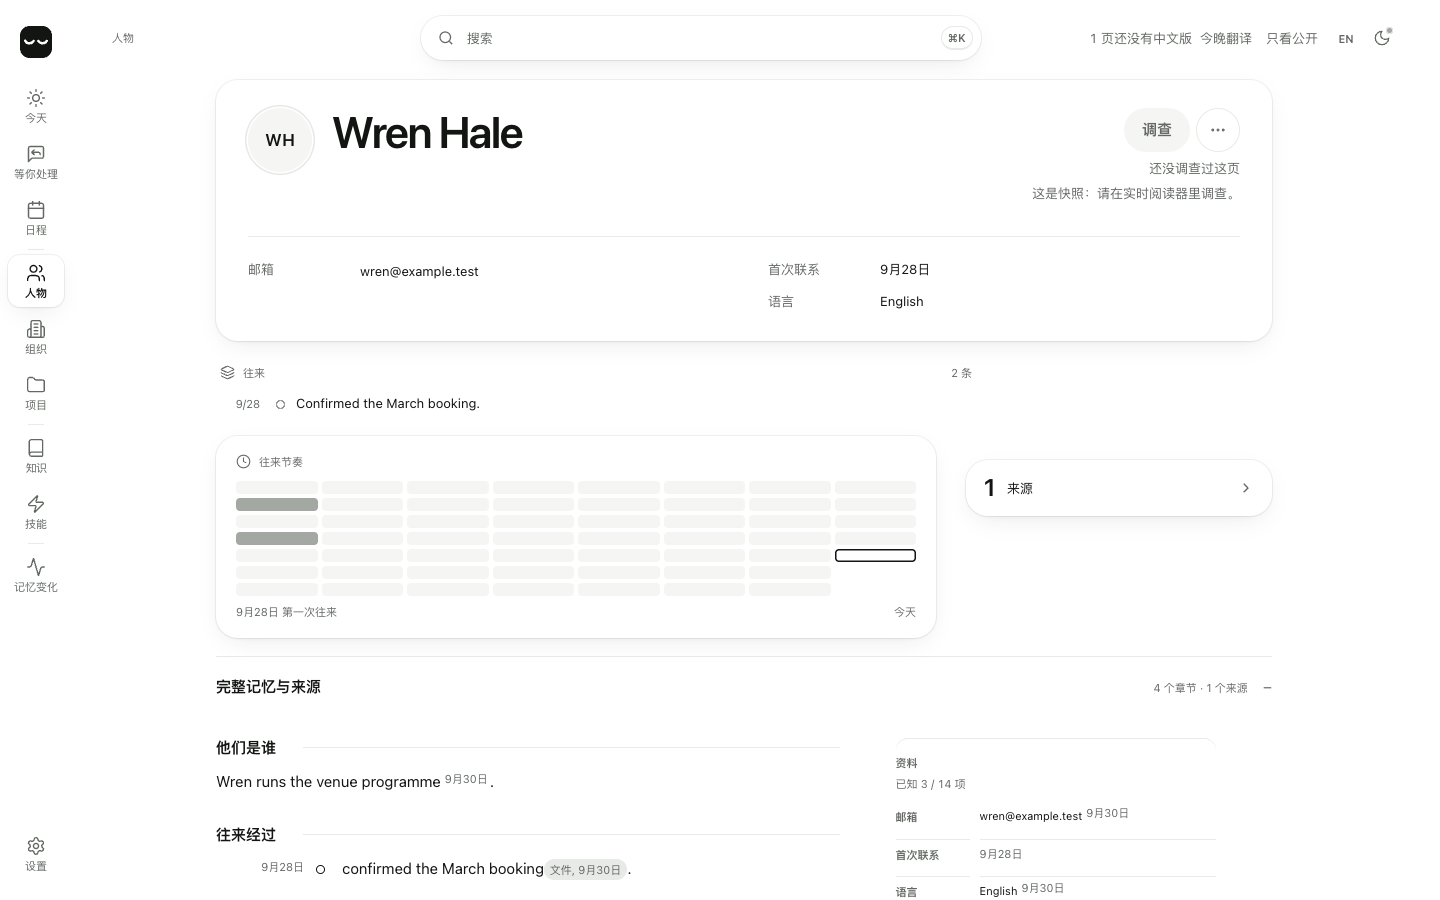 人物
搜索
⌘K
1 页还没有中文版 今晚翻译 只看公开 EN
今天
等你处理
日程
人物
组织
项目
知识
技能
记忆变化
设置
WH
Wren Hale
调查
还没调查过这页
这是快照：请在实时阅读器里调查。
邮箱 wren@example.test
首次联系 9月28日
语言 English
往来 2 条
9/28 Confirmed the March booking.
往来节奏
9月28日 第一次往来 今天
1 来源
完整记忆与来源 4 个章节 · 1 个来源
他们是谁
Wren runs the venue programme 9月30日 .
往来经过
9月28日 confirmed the March booking 文件, 9月30日 .
资料
已知 3 / 14 项
邮箱 wren@example.test 9月30日
首次联系 9月28日
语言 English 9月30日